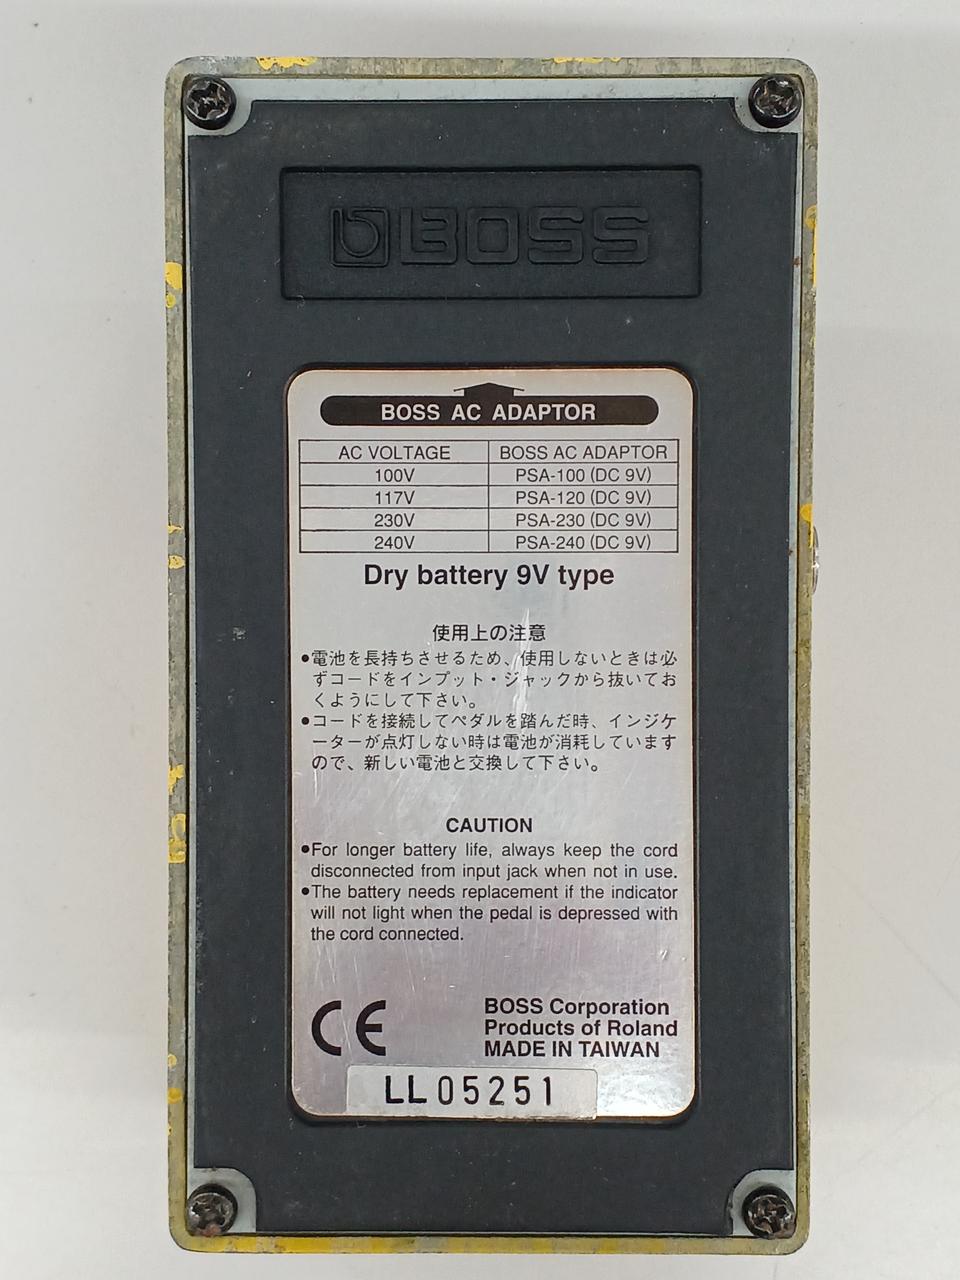 BOSS
BOSS AC ADAPTOR
AC VOLTAGE BOSS AC ADAPTOR
100V PSA-100 (DC 9V)
117V PSA-120 (DC 9V)
230V PSA-230 (DC 9V)
240V PSA-240 (DC 9V)
Dry battery 9V type
使用上の注意
●電池を長持ちさせるため、使用しないときは必
ずコードをインプット・ジャックから抜いてお
くようにして下さい。
●コードを接続してペダルを踏んだ時、インジケ
ーターが点灯しない時は電池が消耗しています
ので、新しい電池と交換して下さい。
CAUTION
●For longer battery life, always keep the cord
disconnected from input jack when not in use.
●The battery needs replacement if the indicator
will not light when the pedal is depressed with
the cord connected.
CE
BOSS Corporation
Products of Roland
MADE IN TAIWAN
LL05251